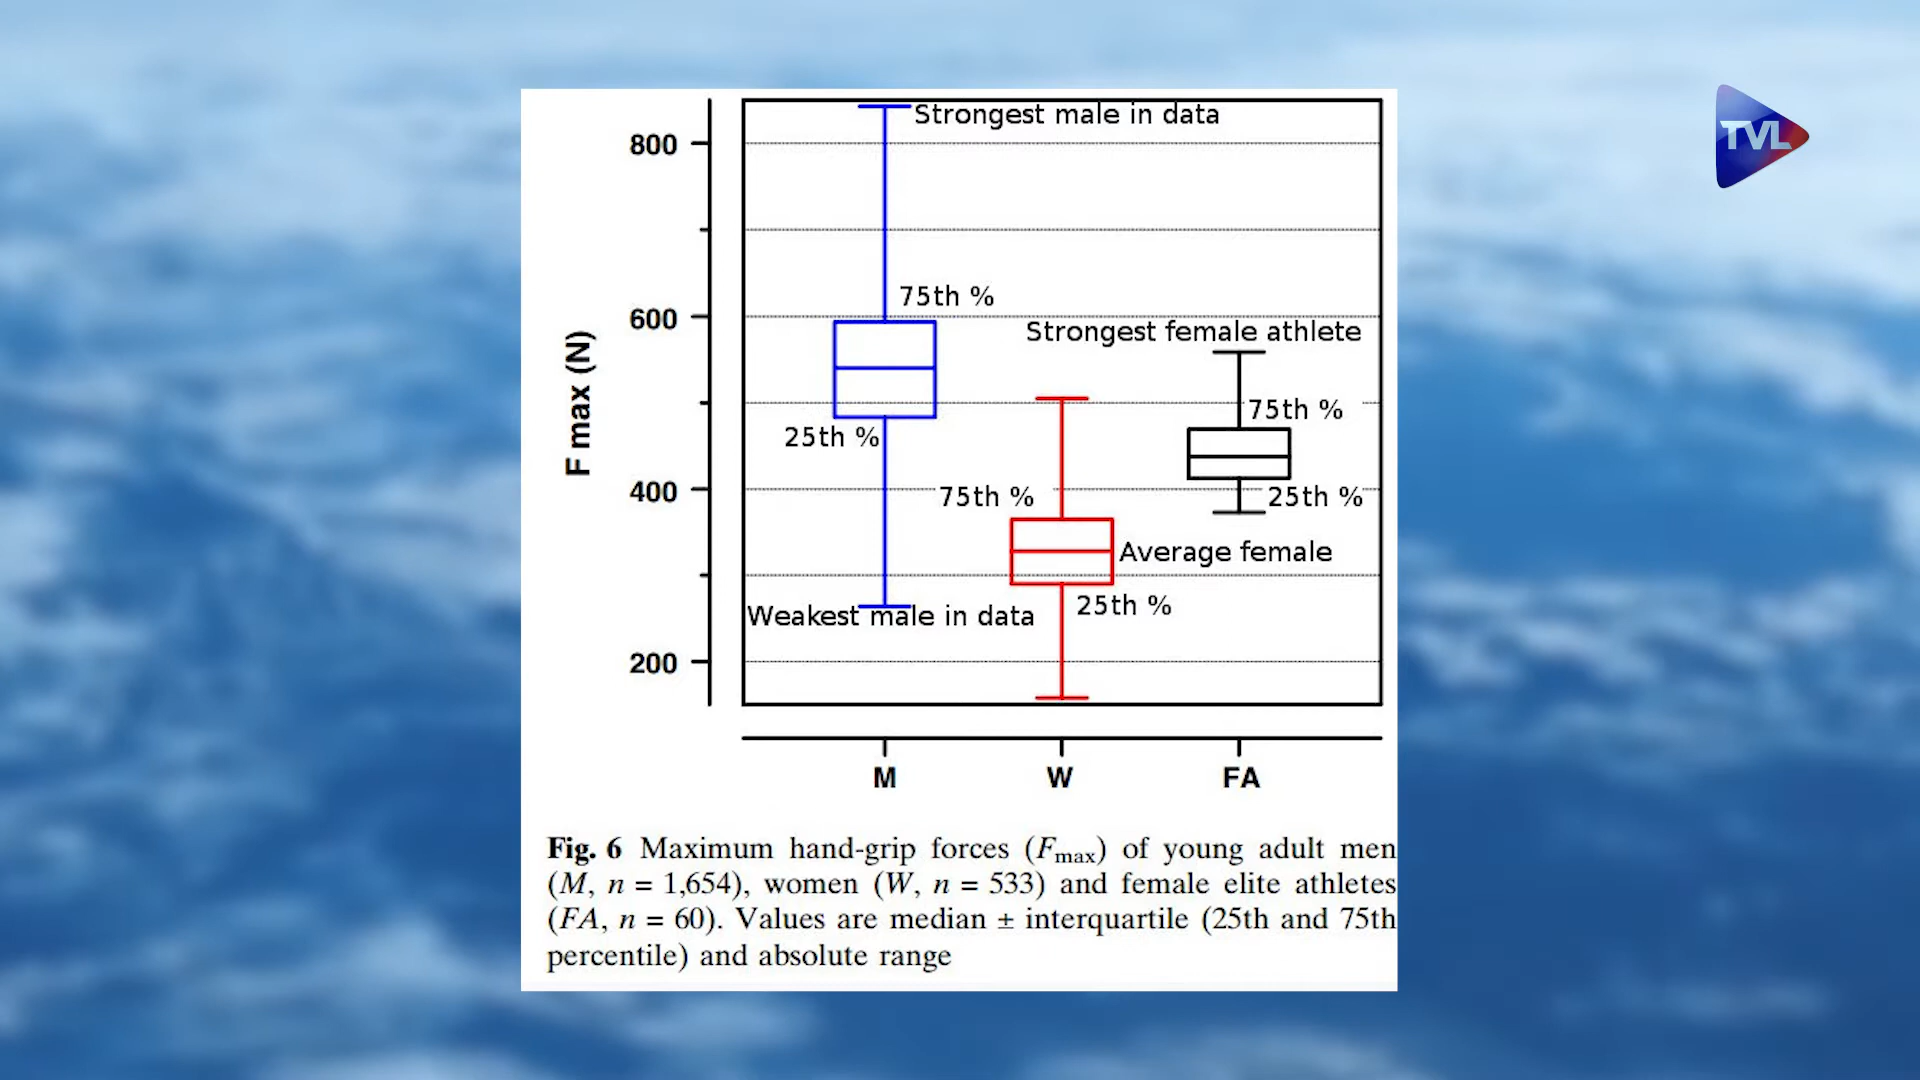 TVL
Strongest male in data
800
75th %
600
Strongest female athlete
F max (N)
75th %
25th %
400
75th %
25th %
Average female
25th %
Weakest male in data
200
M W FA
Fig. 6 Maximum hand-grip forces (Fmax) of young adult men
(M, n = 1,654), women (W, n = 533) and female elite athletes
(FA, n = 60). Values are median ± interquartile (25th and 75th
percentile) and absolute range